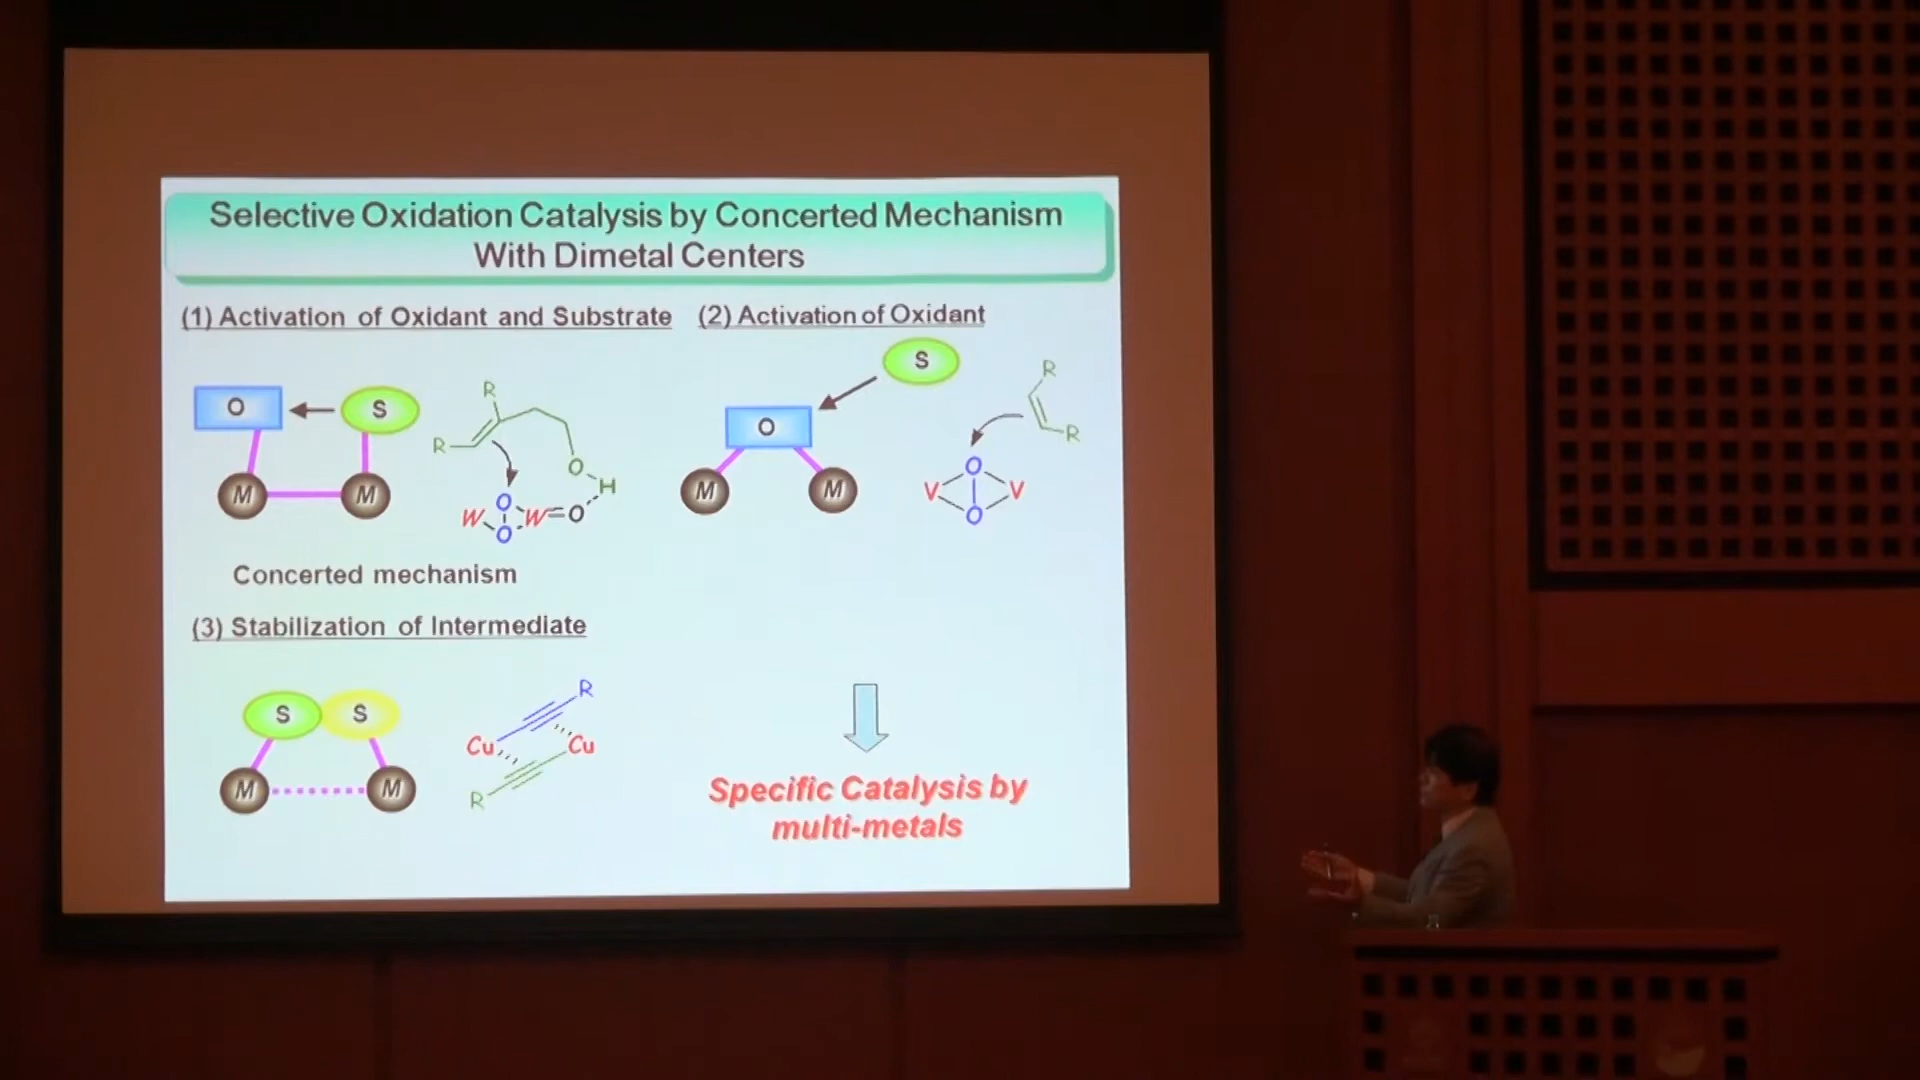 Selective Oxidation Catalysis by Concerted Mechanism
With Dimetal Centers
(1) Activation of Oxidant and Substrate
O
S
M
M
R
R
O
H
O
W
W=O
O
Concerted mechanism
(2) Activation of Oxidant
S
O
M
M
R
R
O
V
V
O
(3) Stabilization of Intermediate
S
S
M
M
R
Cu
Cu
R
Specific Catalysis by
multi-metals